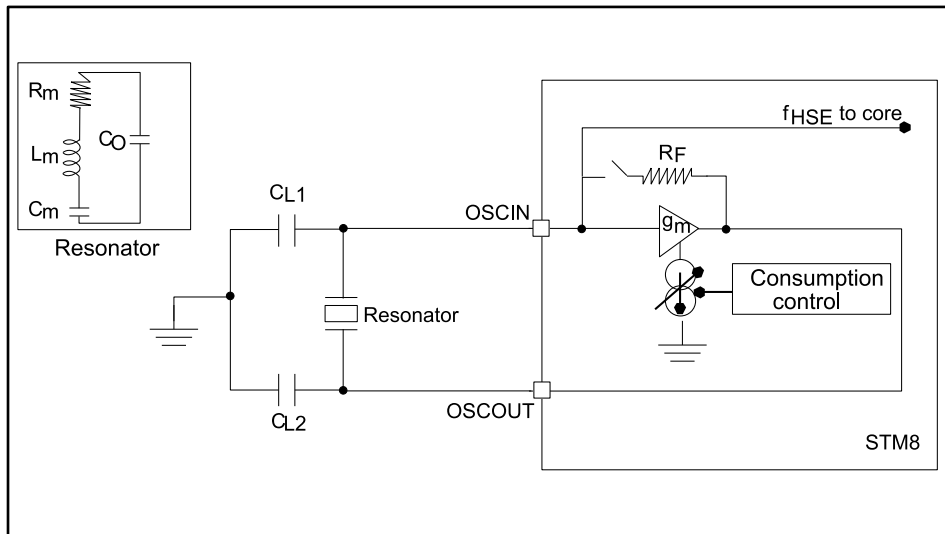 Rm
Lm
CO
Cm
Resonator
CL1
Resonator
CL2
OSCIN
OSCOUT
fHSE to core
RF
gm
Consumption
control
STM8